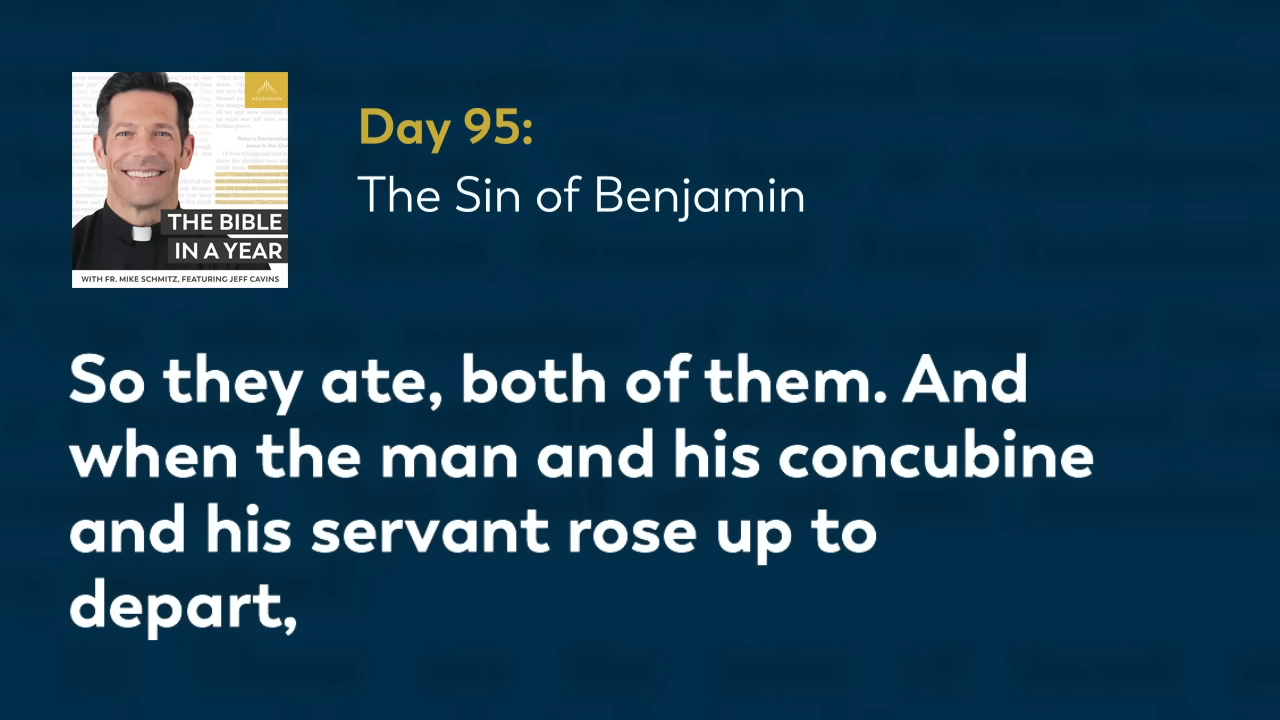 ASCENSION
THE BIBLE
IN A YEAR
WITH FR. MIKE SCHMITZ, FEATURING JEFF CAVINS
Day 95:
The Sin of Benjamin
So they ate, both of them. And
when the man and his concubine
and his servant rose up to
depart,